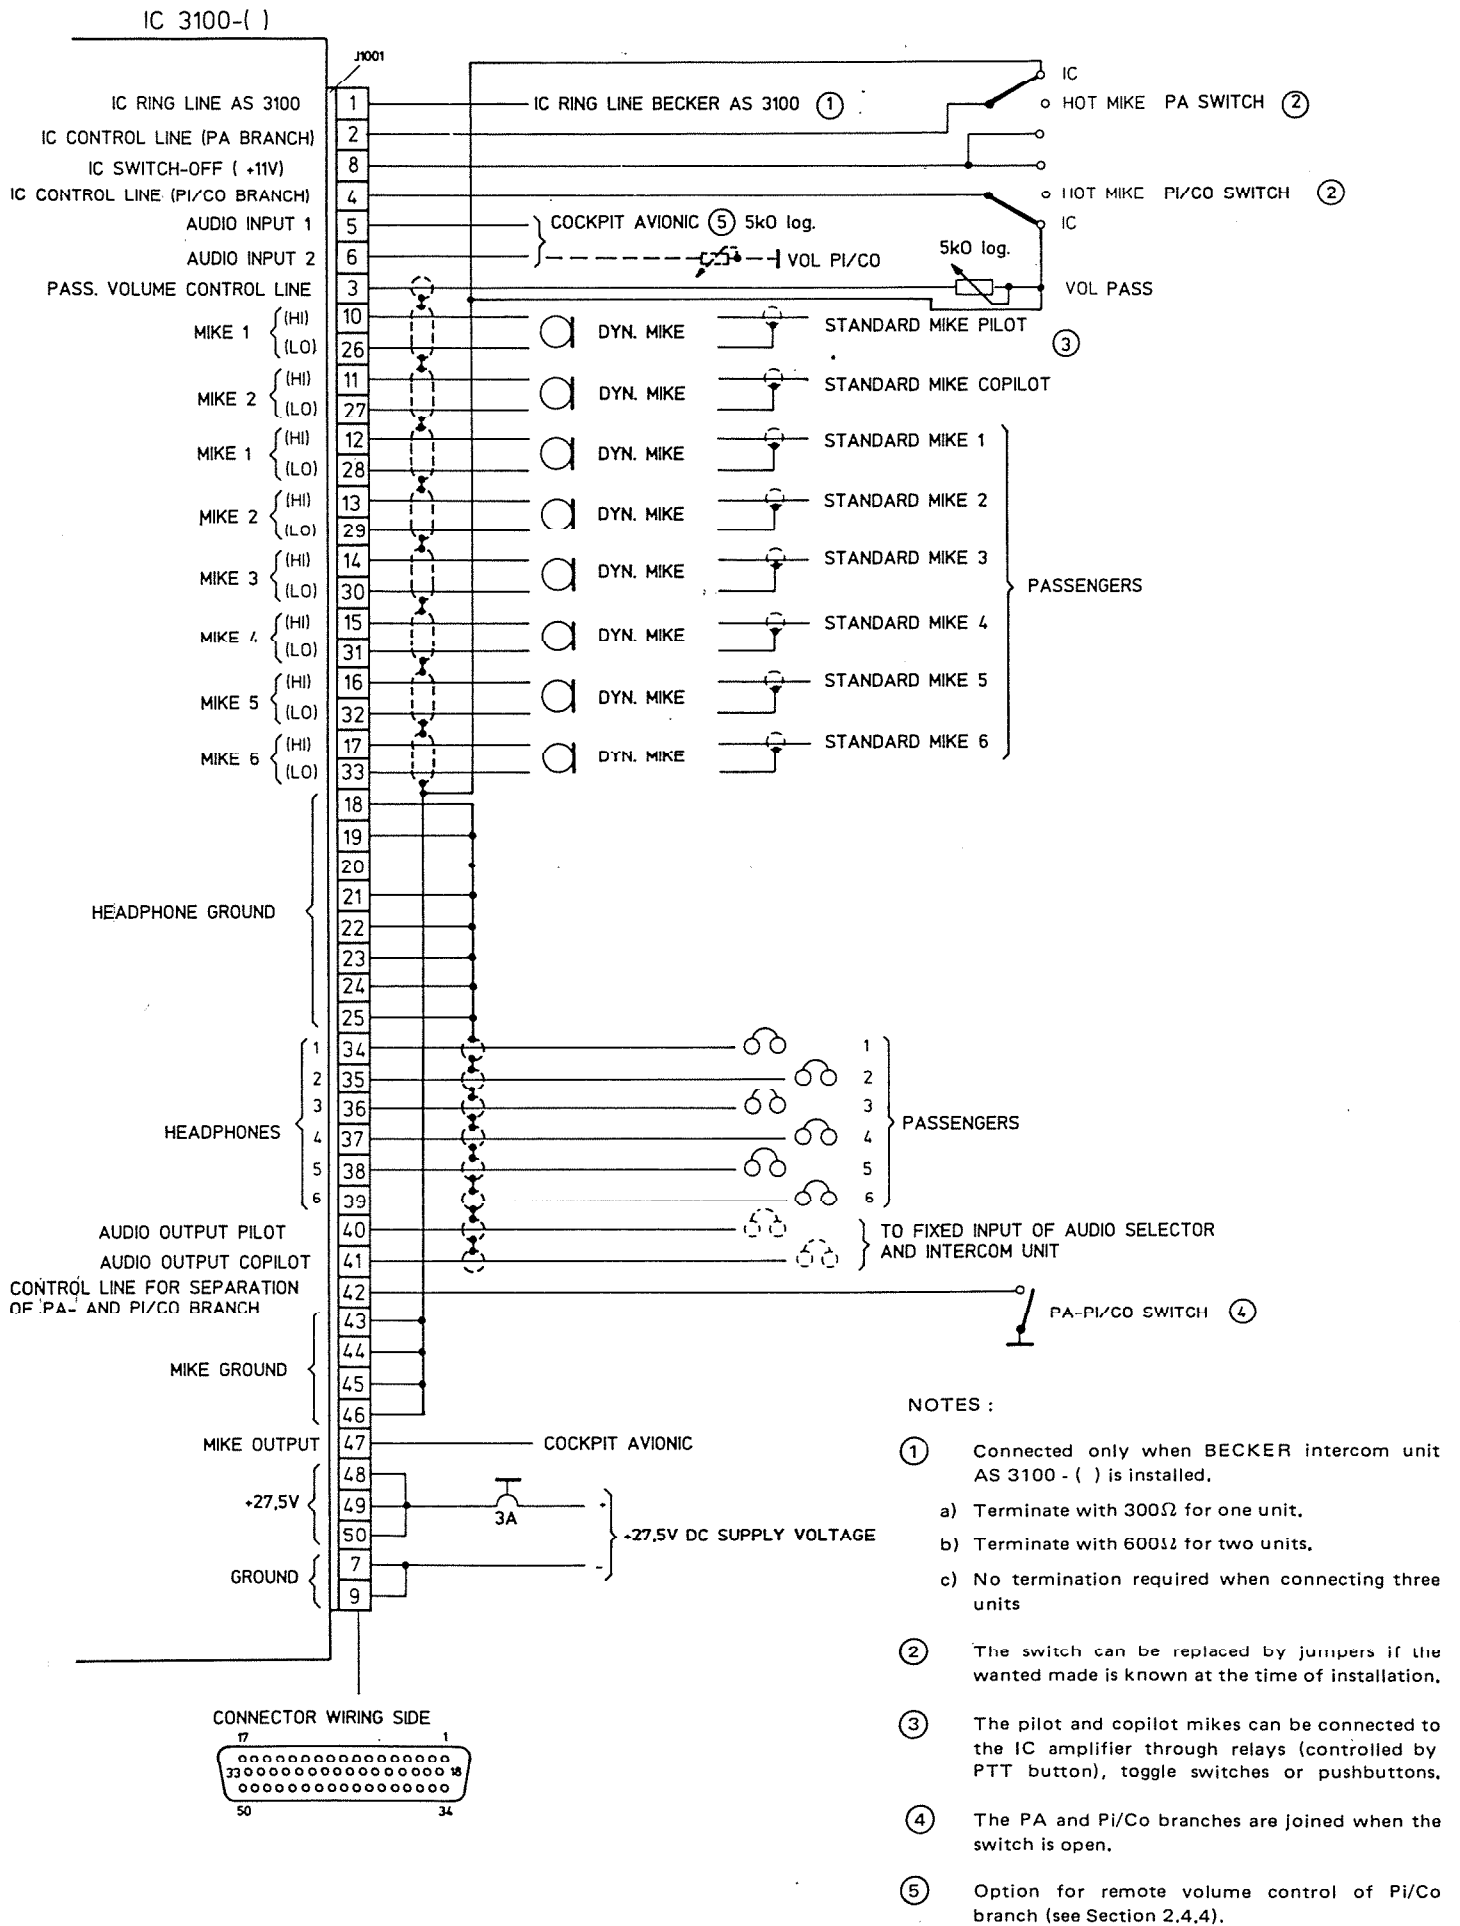 IC 3100-( )
J1001
IC RING LINE AS 3100 1 IC RING LINE BECKER AS 3100 ①
IC
HOT MIKE PA SWITCH ②
IC CONTROL LINE (PA BRANCH) 2
IC SWITCH-OFF ( +11V) 8
IC CONTROL LINE (PI/CO BRANCH) 4
HOT MIKE PI/CO SWITCH ②
IC
AUDIO INPUT 1 5
COCKPIT AVIONIC ⑤ 5kΩ log.
AUDIO INPUT 2 6
VOL PI/CO
5kΩ log.
PASS. VOLUME CONTROL LINE 3 VOL PASS
MIKE 1 (HI) 10 DYN. MIKE STANDARD MIKE PILOT
(LO) 26
③
MIKE 2 (HI) 11 DYN. MIKE STANDARD MIKE COPILOT
(LO) 27
MIKE 1 (HI) 12 DYN. MIKE STANDARD MIKE 1
(LO) 28
MIKE 2 (HI) 13 DYN. MIKE STANDARD MIKE 2
(LO) 29
MIKE 3 (HI) 14 DYN. MIKE STANDARD MIKE 3
(LO) 30
PASSENGERS
MIKE 4 (HI) 15 DYN. MIKE STANDARD MIKE 4
(LO) 31
MIKE 5 (HI) 16 DYN. MIKE STANDARD MIKE 5
(LO) 32
MIKE 6 (HI) 17 DYN. MIKE STANDARD MIKE 6
(LO) 33
18
19
20
21
HEADPHONE GROUND
22
23
24
25
1 34 1
2 35 2
3 36 3
HEADPHONES PASSENGERS
4 37 4
5 38 5
6 39 6
AUDIO OUTPUT PILOT 40
TO FIXED INPUT OF AUDIO SELECTOR
AND INTERCOM UNIT
AUDIO OUTPUT COPILOT 41
CONTROL LINE FOR SEPARATION
OF PA- AND PI/CO BRANCH
42
PA-PI/CO SWITCH ④
43
44
MIKE GROUND
45
46
MIKE OUTPUT 47 COCKPIT AVIONIC
48
+27,5V 49 3A +
50
+27,5V DC SUPPLY VOLTAGE
7 -
GROUND
9
CONNECTOR WIRING SIDE
17 1
33 18
50 34
NOTES :
① Connected only when BECKER intercom unit
AS 3100 - ( ) is installed.
a) Terminate with 300Ω for one unit.
b) Terminate with 600Ω for two units.
c) No termination required when connecting three
units
② The switch can be replaced by jumpers if the
wanted made is known at the time of installation.
③ The pilot and copilot mikes can be connected to
the IC amplifier through relays (controlled by
PTT button), toggle switches or pushbuttons.
④ The PA and Pi/Co branches are joined when the
switch is open.
⑤ Option for remote volume control of Pi/Co
branch (see Section 2.4.4).